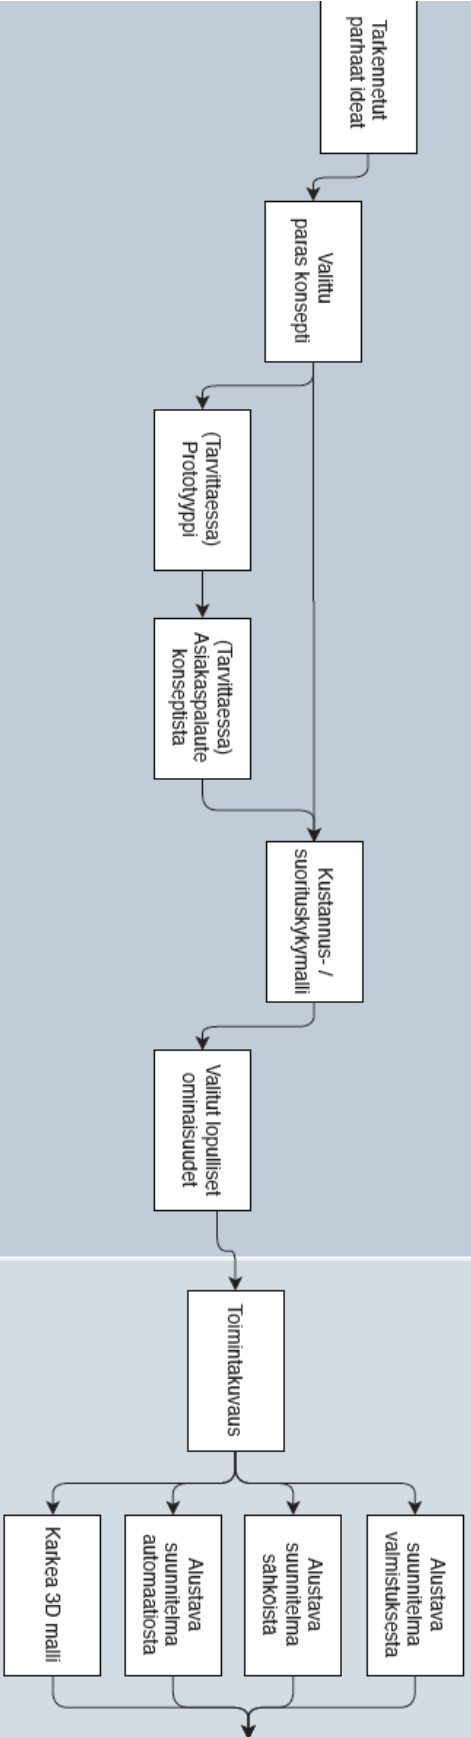 Tarkennetut
parhaat ideat
Valittu
paras konsepti
(Tarvittaessa)
Prototyyppi
(Tarvittaessa)
Asiakaspalaute
konseptista
Kustannus- /
suorituskykymalli
Valitut lopulliset
ominaisuudet
Toimintakuvaus
Alustava
suunnitelma
valmistuksesta
Alustava
suunnitelma
sähköistä
Alustava
suunnitelma
automaatiosta
Karkea 3D malli